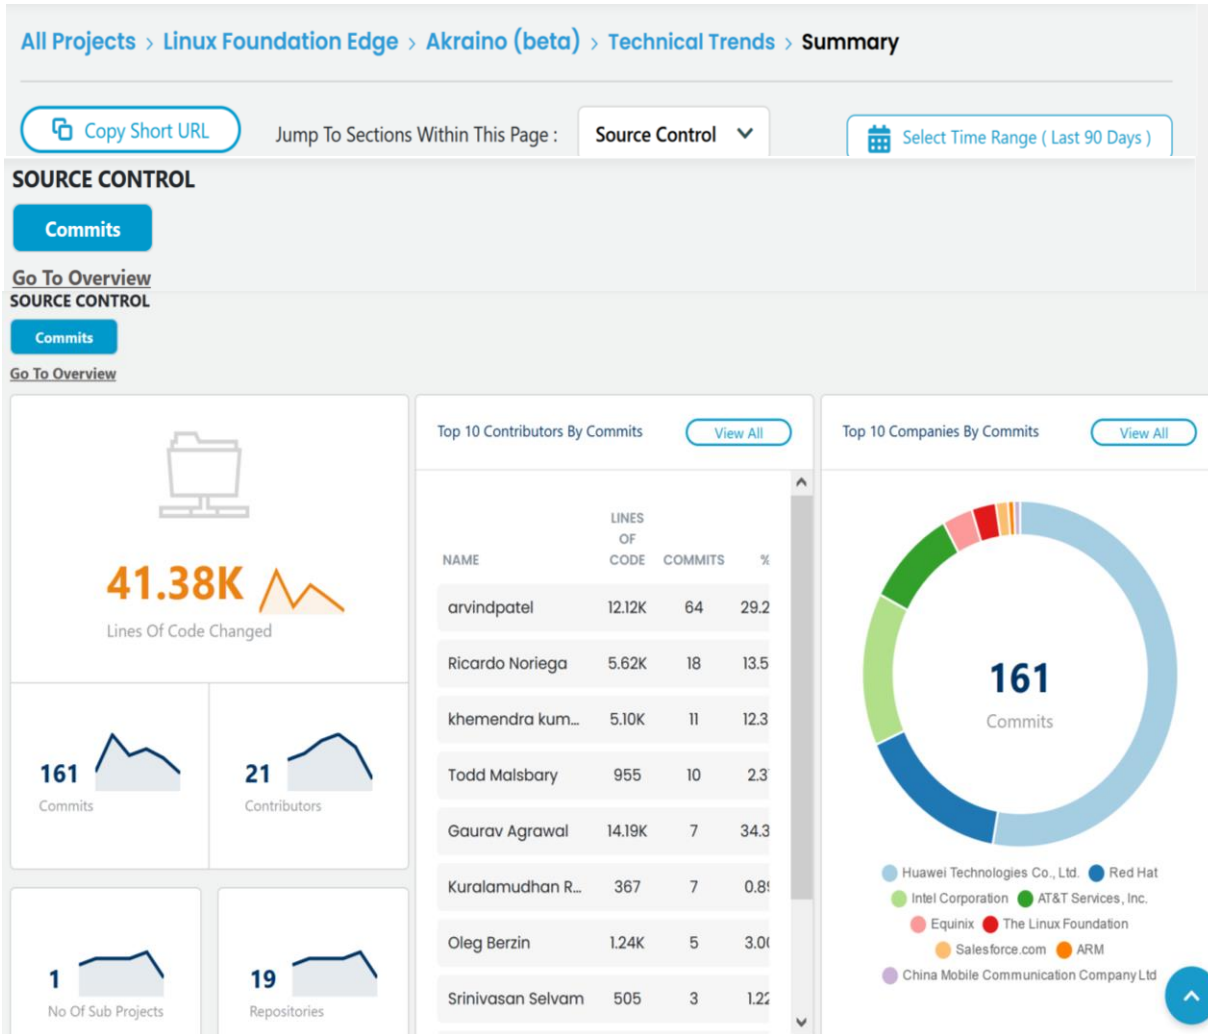 All Projects > Linux Foundation Edge > Akraino (beta) > Technical Trends > Summary
Copy Short URL
Jump To Sections Within This Page :
Source Control
Select Time Range ( Last 90 Days )
SOURCE CONTROL
Commits
Go To Overview
SOURCE CONTROL
Commits
Go To Overview
41.38K
Lines Of Code Changed
161
Commits
21
Contributors
1
No Of Sub Projects
19
Repositories
Top 10 Contributors By Commits
View All
NAME LINES OF CODE COMMITS %
arvindpatel 12.12K 64 29.2
Ricardo Noriega 5.62K 18 13.5
khemendra kum... 5.10K 11 12.3
Todd Malsbary 955 10 2.3
Gaurav Agrawal 14.19K 7 34.3
Kuralamudhan R... 367 7 0.8
Oleg Berzin 1.24K 5 3.0
Srinivasan Selvam 505 3 1.22
Top 10 Companies By Commits
View All
161
Commits
Huawei Technologies Co., Ltd. Red Hat
Intel Corporation AT&T Services, Inc.
Equinix The Linux Foundation
Salesforce.com ARM
China Mobile Communication Company Ltd